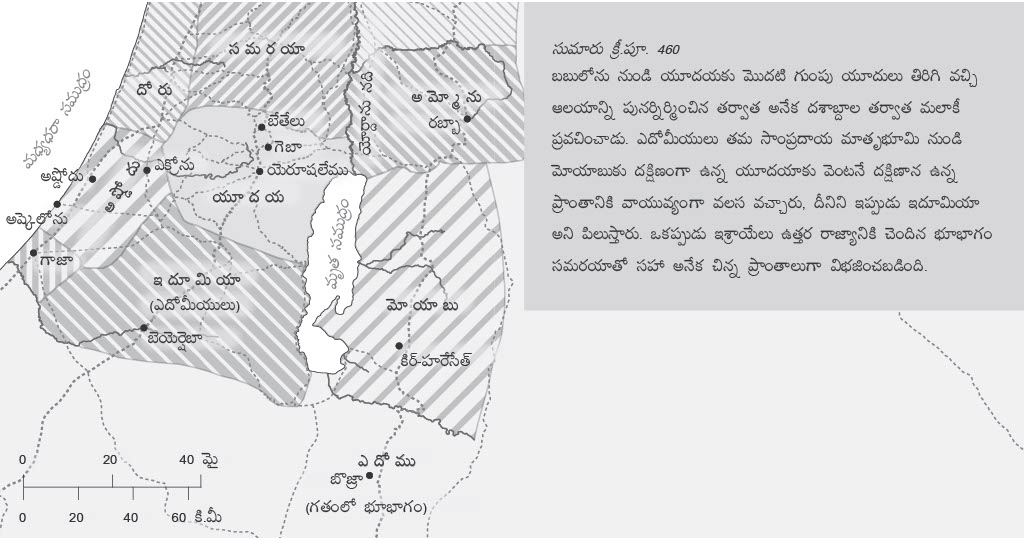 సుమారు క్రీ.పూ. 460
బబులోను నుండి యూదయకు మొదటి గుంపు యూదులు తిరిగి వచ్చి
ఆలయాన్ని పునర్నిర్మించిన తర్వాత అనేక దశాబ్దాల తర్వాత మలాకీ
ప్రవచించాడు. ఎదోమీయులు తమ సాంప్రదాయ మాతృభూమి నుండి
మోయాబుకు దక్షిణంగా ఉన్న యూదయాకు వెంటనే దక్షిణాన ఉన్న
ప్రాంతానికి వాయువ్యంగా వలస వచ్చారు, దీనిని ఇప్పుడు ఇదూమియా
అని పిలుస్తారు. ఒకప్పుడు ఇశ్రాయేలు ఉత్తర రాజ్యానికి చెందిన భూభాగం
సమరయాతో సహా అనేక చిన్న ప్రాంతాలుగా విభజించబడింది.
సమరయా
మధ్యధరా సముద్రం
దోరు
అమ్మోను
రబ్బా
బేతేలు
గెబా
యెరూషలేము
ఎక్రోను
అష్డోదు
అష్డోదు
యూదయ
అష్కెలోను
గాజా
మృత సముద్రం
ఇదూమియా
(ఎదోమీయులు)
మోయాబు
బెయెర్షెబా
కిర్-హరేసేత్
0 20 40 మై
0 20 40 60 కి.మీ
ఎదోము
బొజ్రా
(గతంలో భూభాగం)